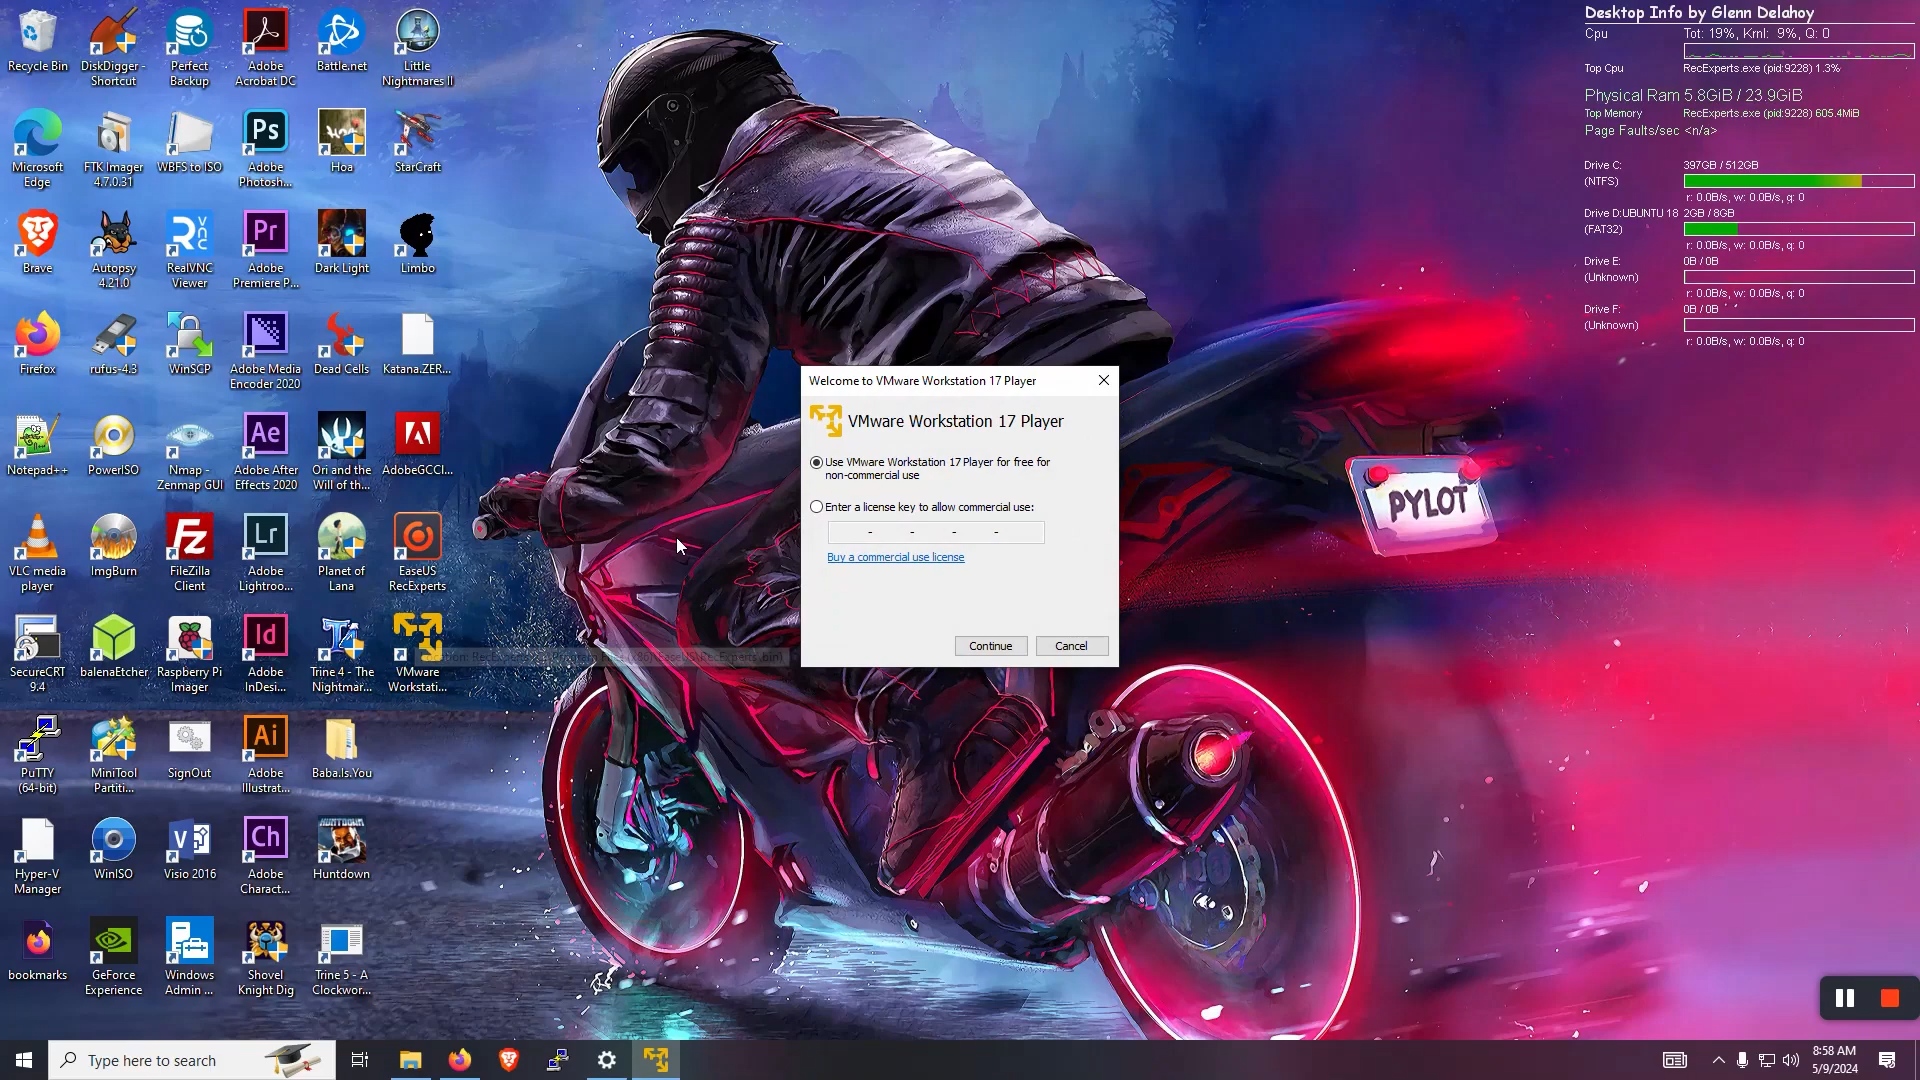 Recycle Bin
DiskDigger - Shortcut
Perfect Backup
Adobe Acrobat DC
Battle.net
Little Nightmares II
Microsoft Edge
FTK Imager 4.7.0.31
WBFS to ISO
Adobe Photosh...
Hoa
StarCraft
Brave
Autopsy 4.21.0
RealVNC Viewer
Adobe Premiere P...
Dark Light
Limbo
Firefox
rufus-4.3
WinSCP
Adobe Media Encoder 2020
Dead Cells
Katana.ZER...
Notepad++
PowerISO
Nmap - Zenmap GUI
Adobe After Effects 2020
Ori and the Will of th...
AdobeGCCl...
VLC media player
ImgBurn
FileZilla Client
Adobe Lightroo...
Planet of Lana
EaseUS RecExperts
SecureCRT 9.4
balenaEtcher
Raspberry Pi Imager
Adobe InDesi...
Trine 4 - The Nightmar...
VMware Workstati...
PuTTY (64-bit)
MiniTool Partiti...
SignOut
Adobe Illustrat...
Baba.Is.You
Hyper-V Manager
WinISO
Visio 2016
Adobe Charact...
Huntdown
bookmarks
GeForce Experience
Windows Admin ...
Shovel Knight Dig
Trine 5 - A Clockwor...
Welcome to VMware Workstation 17 Player
VMware Workstation 17 Player
Use VMware Workstation 17 Player for free for
non-commercial use
Enter a license key to allow commercial use:
- - - -
Buy a commercial use license
Continue
Cancel
PYLOT
Desktop Info by Glenn Delahoy
Cpu Tot: 19%, Krnl: 9%, Q: 0
Top Cpu RecExperts.exe (pid:9228) 1.3%
Physical Ram 5.8GiB / 23.9GiB
Top Memory RecExperts.exe (pid:9228) 605.4MiB
Page Faults/sec <n/a>
Drive C: 397GB / 512GB
(NTFS)
r: 0.0B/s, w: 0.0B/s, q: 0
Drive D:UBUNTU 18 2GB / 8GB
(FAT32)
r: 0.0B/s, w: 0.0B/s, q: 0
Drive E: 0B / 0B
(Unknown)
r: 0.0B/s, w: 0.0B/s, q: 0
Drive F: 0B / 0B
(Unknown)
r: 0.0B/s, w: 0.0B/s, q: 0
Type here to search
8:58 AM
5/9/2024